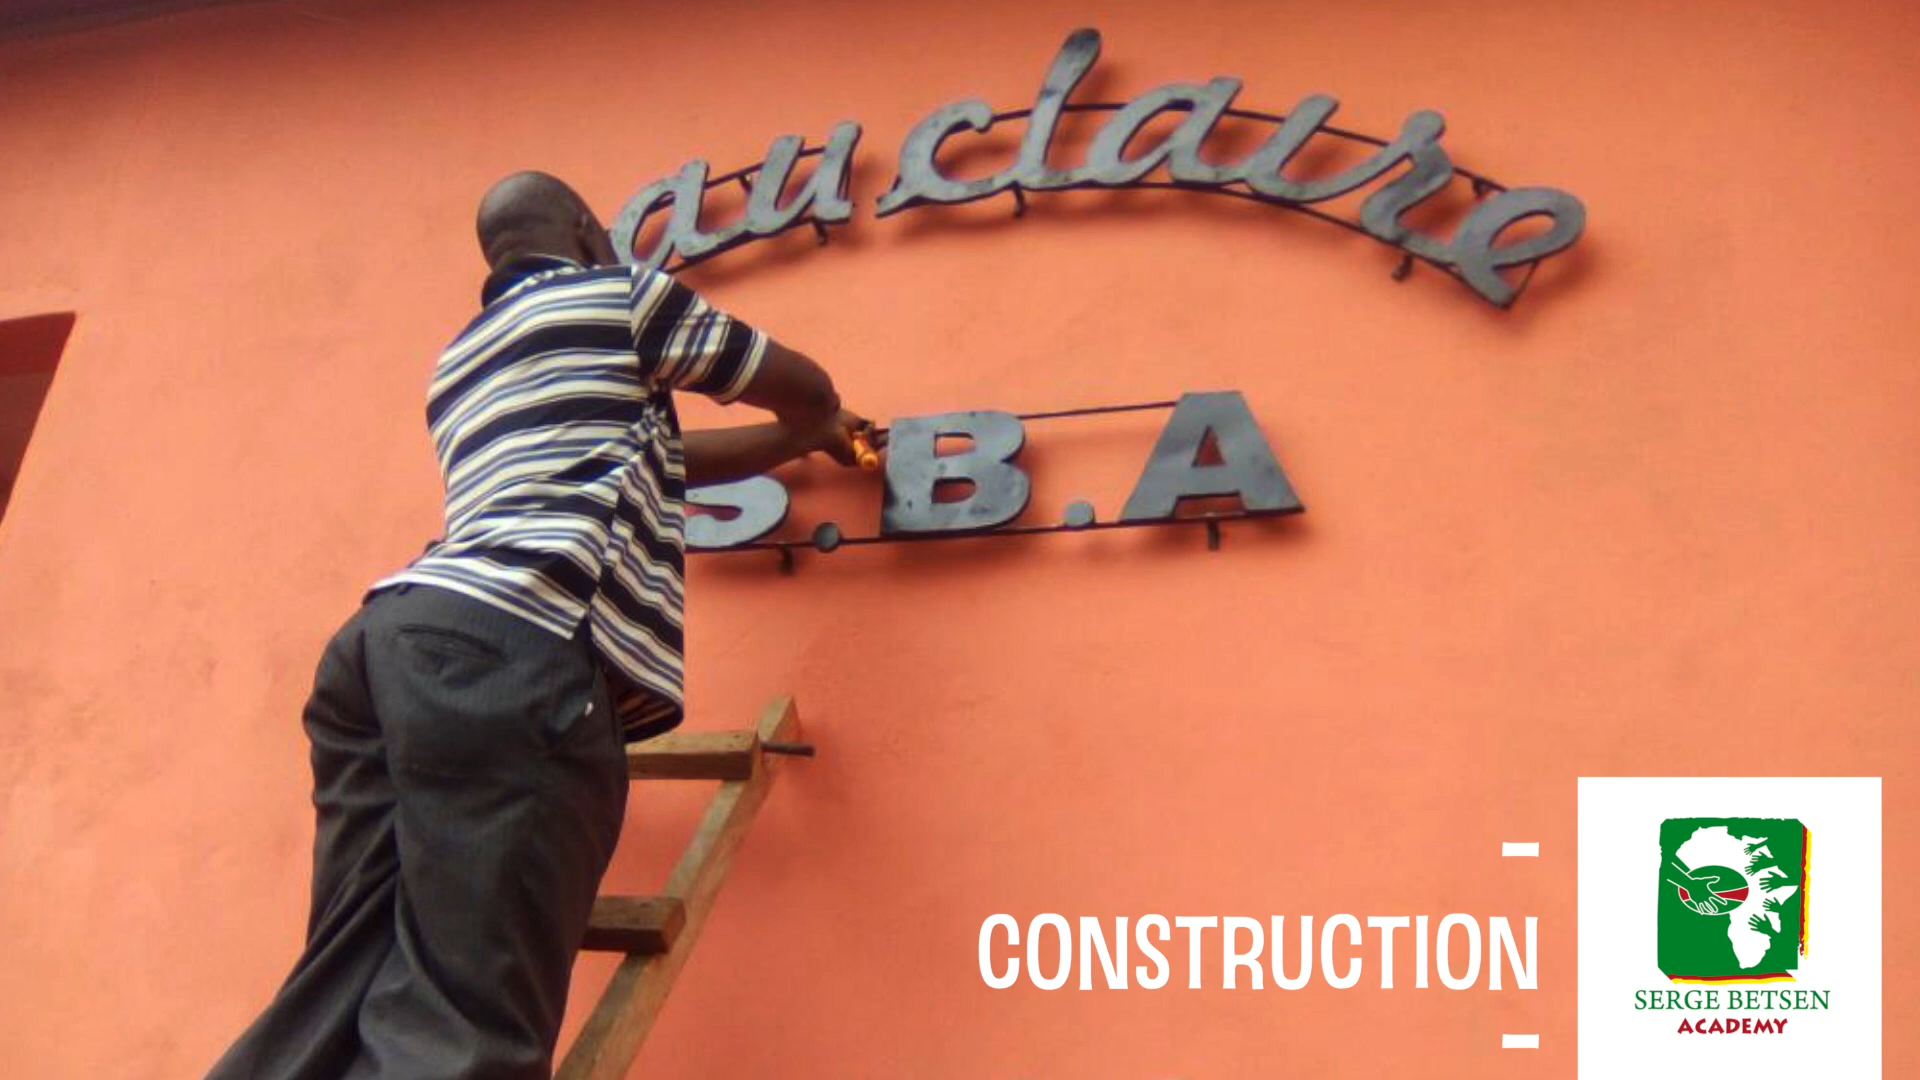 auclaire
S.B.A
CONSTRUCTION
SERGE BETSEN
ACADEMY